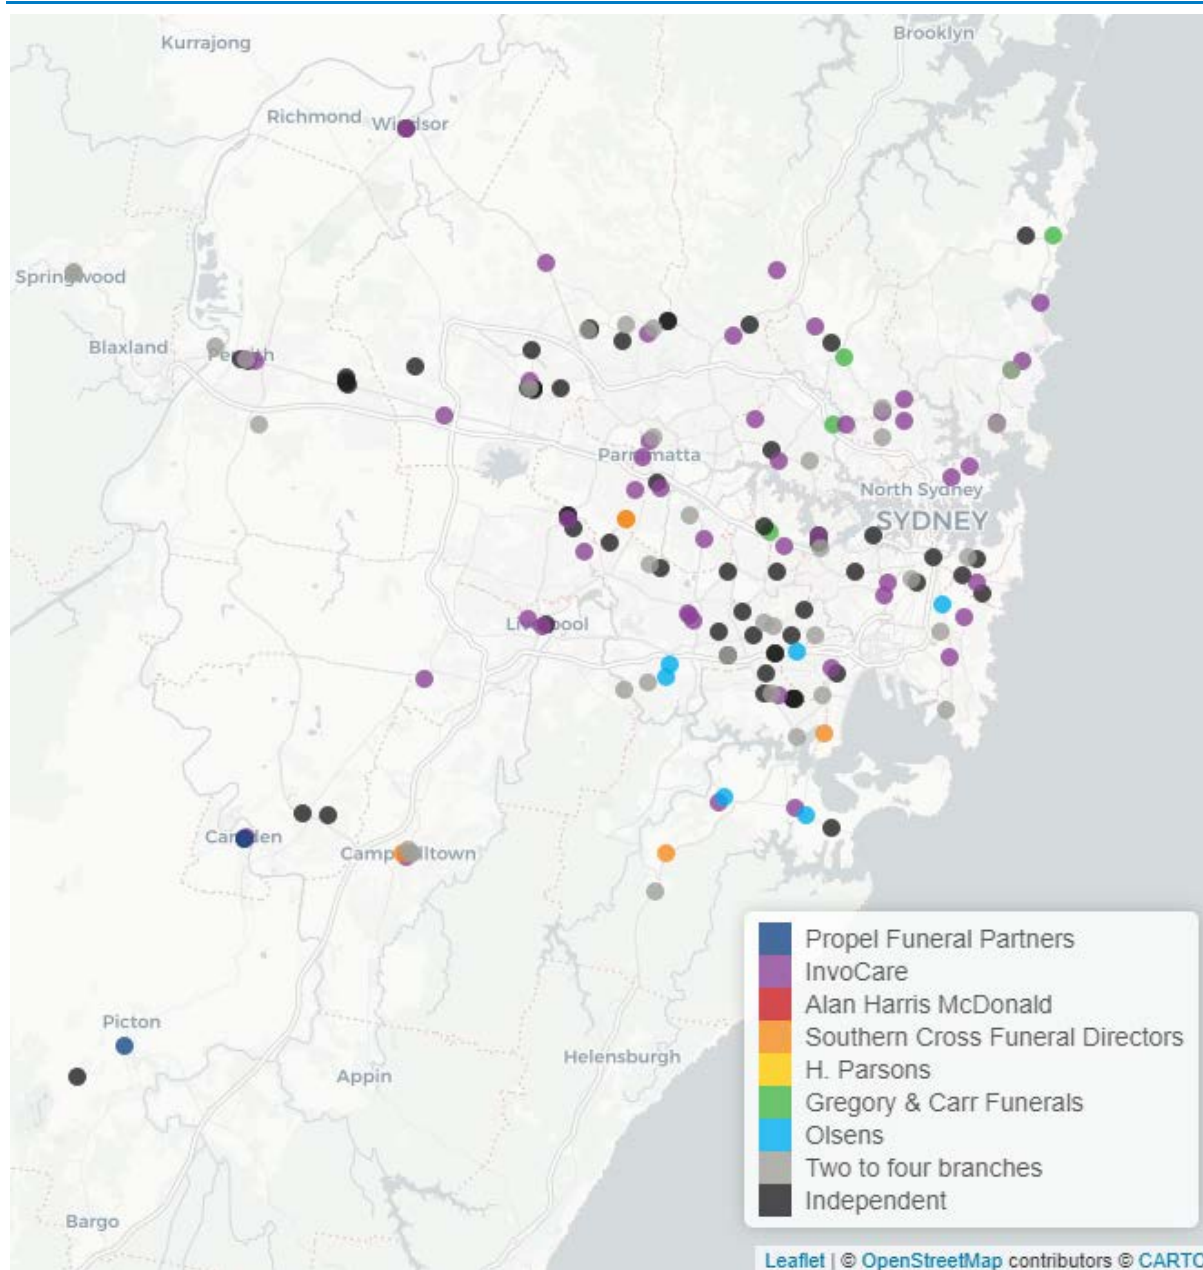 Kurrajong
Brooklyn
Richmond
Windsor
Springwood
Blaxland
Penrith
Parramatta
North Sydney
SYDNEY
Liverpool
Camden
Campbelltown
Propel Funeral Partners
InvoCare
Alan Harris McDonald
Southern Cross Funeral Directors
H. Parsons
Gregory & Carr Funerals
Olsens
Two to four branches
Independent
Picton
Helensburgh
Appin
Bargo
Leaflet | © OpenStreetMap contributors © CARTO